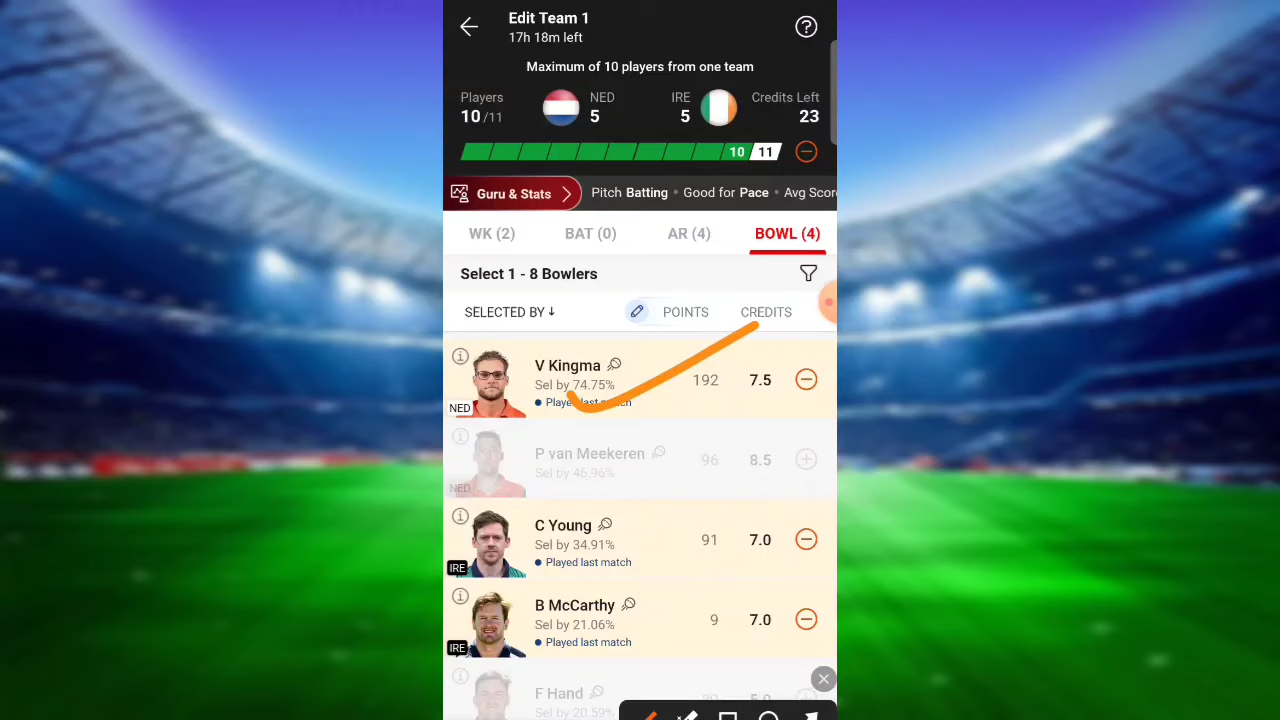 Edit Team 1
17h 18m left
Maximum of 10 players from one team
Players NED IRE Credits Left
10/11 5 5 23
10 11
Guru & Stats Pitch Batting • Good for Pace • Avg Scor
WK (2) BAT (0) AR (4) BOWL (4)
Select 1 - 8 Bowlers
SELECTED BY ↓ POINTS CREDITS
V Kingma
Sel by 74.75% 192 7.5
NED • Played last match
P van Meekeren
Sel by 46.96% 96 8.5
NED
C Young
Sel by 34.91% 91 7.0
IRE • Played last match
B McCarthy
Sel by 21.06% 9 7.0
IRE • Played last match
F Hand
Sel by 20.59% 5.0